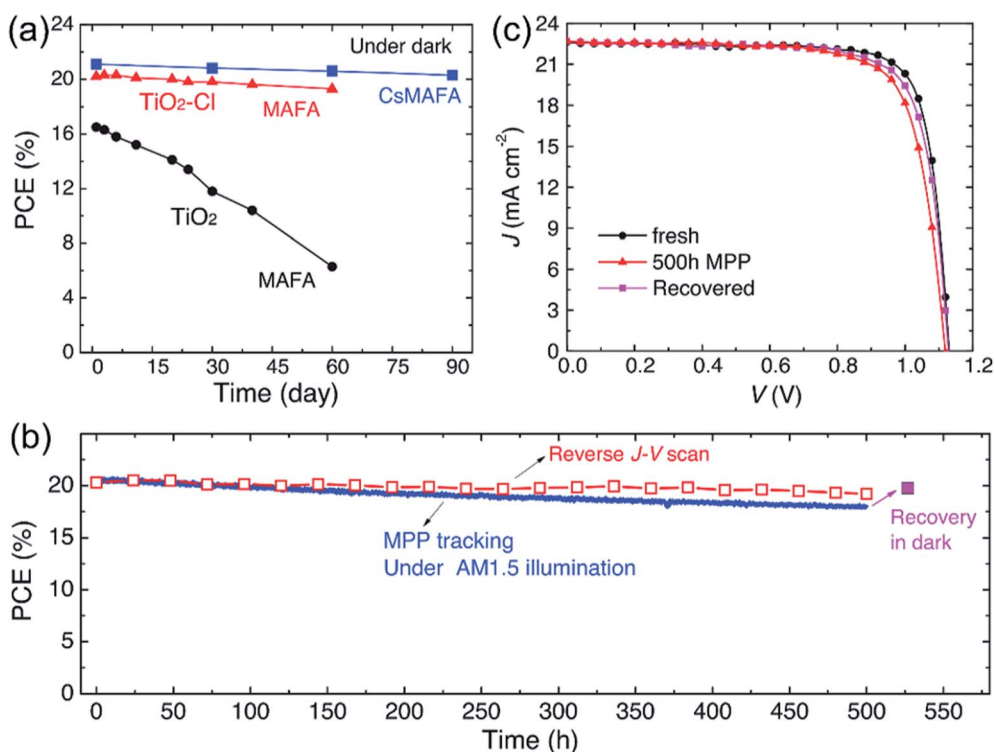 (a)
24
20
16
12
8
4
0
PCE (%)
Under dark
TiO₂-Cl
MAFA
CsMAFA
TiO₂
MAFA
0 15 30 45 60 75 90
Time (day)
(c)
24
21
18
15
12
9
6
3
0
J (mA cm⁻²)
fresh
500h MPP
Recovered
0.0 0.2 0.4 0.6 0.8 1.0 1.2
V (V)
(b)
20
15
10
5
0
PCE (%)
Reverse J-V scan
MPP tracking
Under AM1.5 illumination
Recovery
in dark
0 50 100 150 200 250 300 350 400 450 500 550
Time (h)